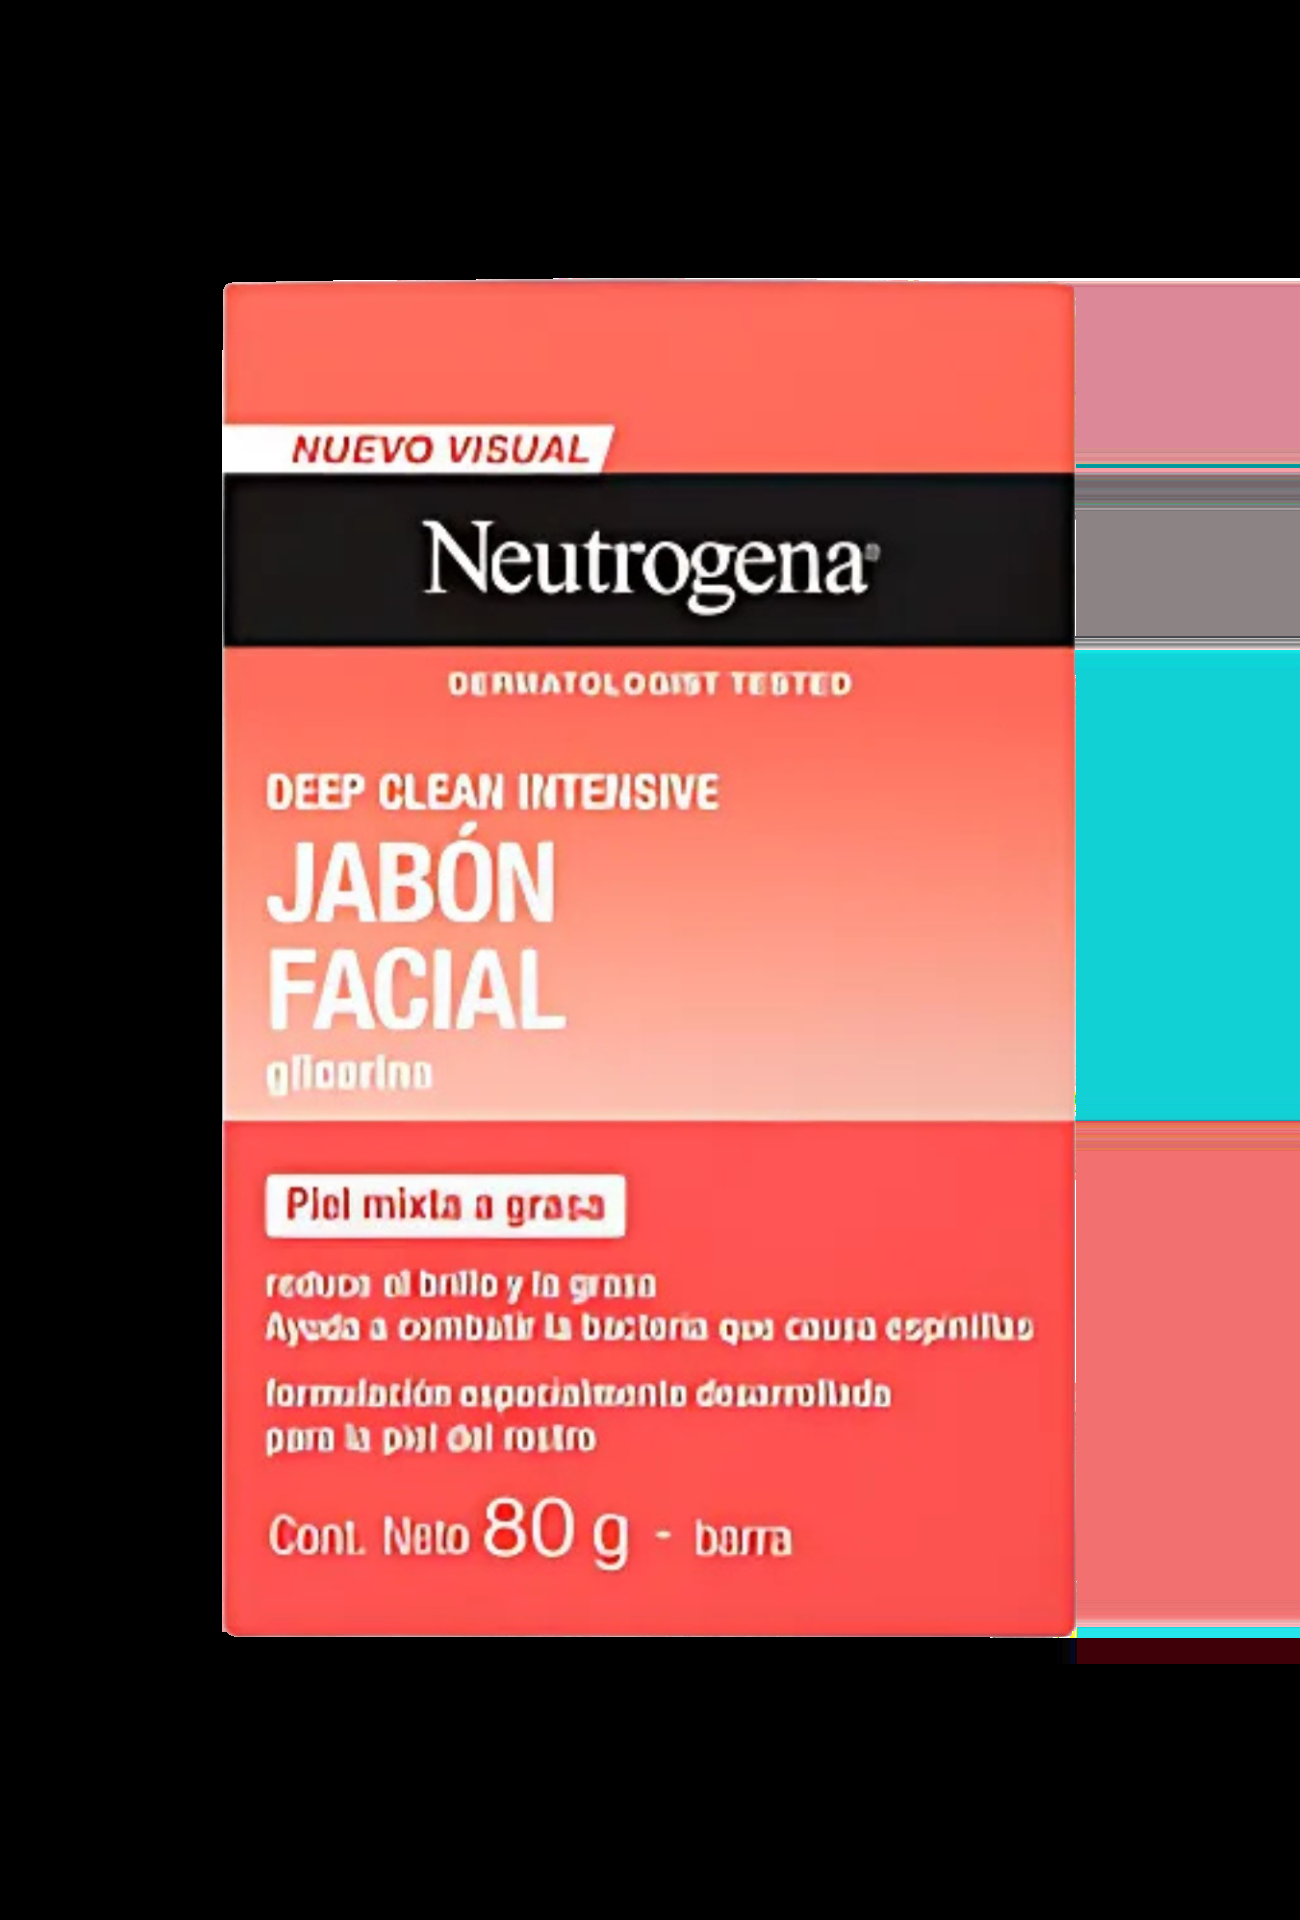 NUEVO VISUAL
Neutrogena®
DERMATOLOGIST TESTED
DEEP CLEAN INTENSIVE
JABÓN
FACIAL
glicerina
Piel mixta a grasa
reduce el brillo y la grasa
Ayuda a combatir la bacteria que causa espinillas
formulación especialmente desarrollada
para la piel del rostro
Cont. Neto 80 g - barra